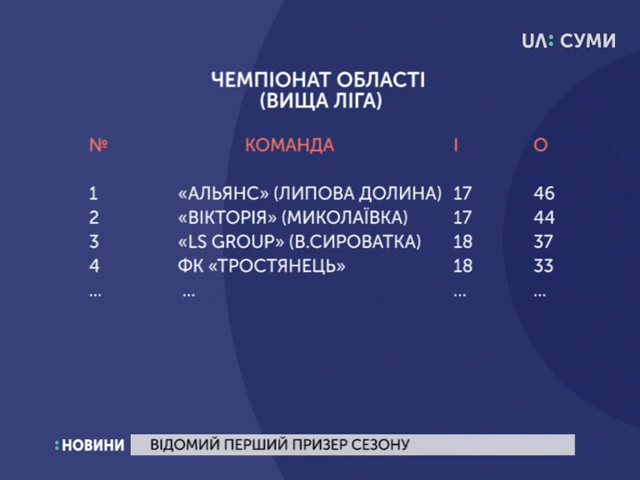 UA: СУМИ
ЧЕМПІОНАТ ОБЛАСТІ
(ВИЩА ЛІГА)
№ КОМАНДА І О
1 «АЛЬЯНС» (ЛИПОВА ДОЛИНА) 17 46
2 «ВІКТОРІЯ» (МИКОЛАЇВКА) 17 44
3 «LS GROUP» (В.СИРОВАТКА) 18 37
4 ФК «ТРОСТЯНЕЦЬ» 18 33
... ... ... ...
:НОВИНИ ВІДОМИЙ ПЕРШИЙ ПРИЗЕР СЕЗОНУ